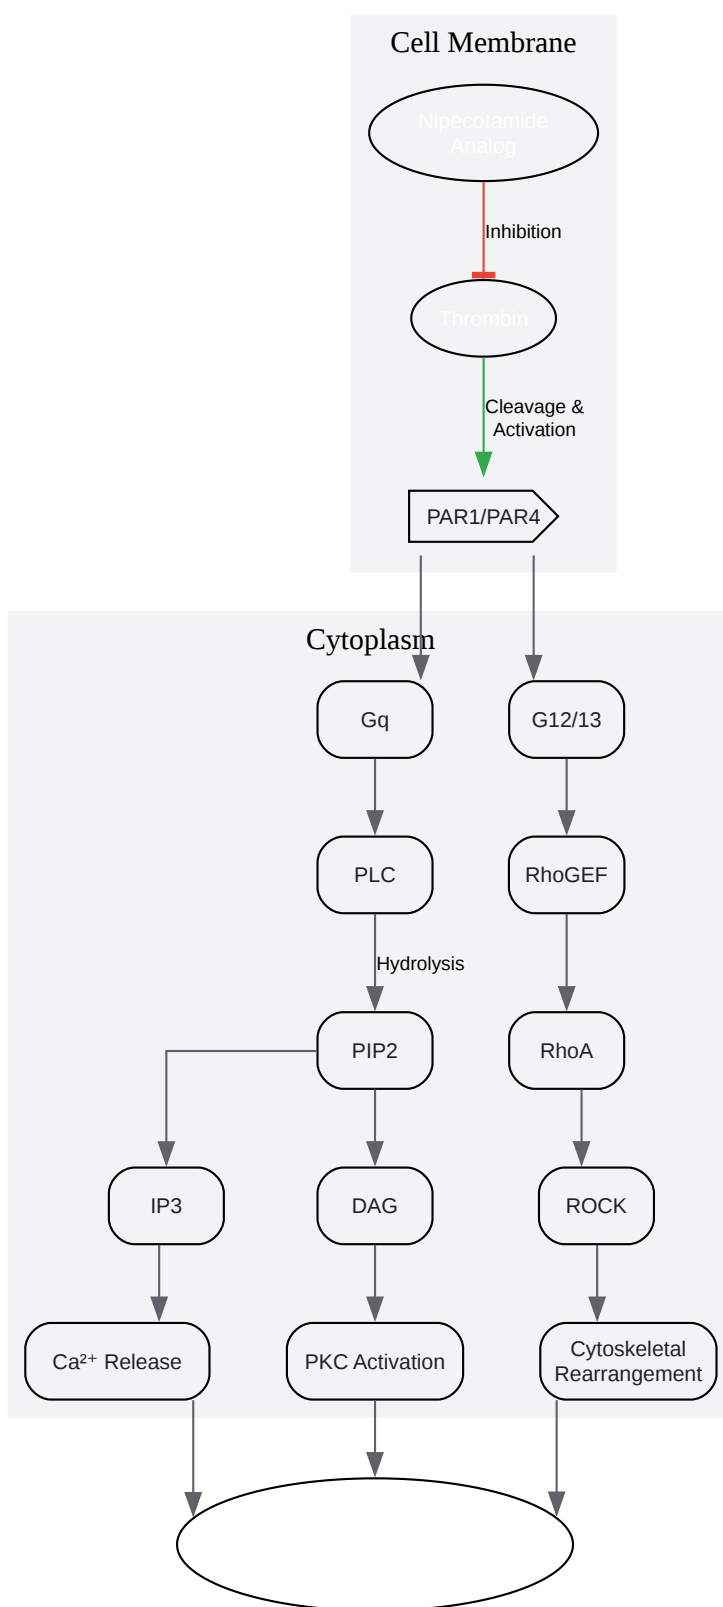 Cell Membrane
Nipecotamide
Analog
Inhibition
Thrombin
Cleavage &
Activation
PAR1/PAR4
Cytoplasm
Gq
G12/13
PLC
RhoGEF
Hydrolysis
PIP2
RhoA
IP3
DAG
ROCK
Ca²⁺ Release
PKC Activation
Cytoskeletal
Rearrangement